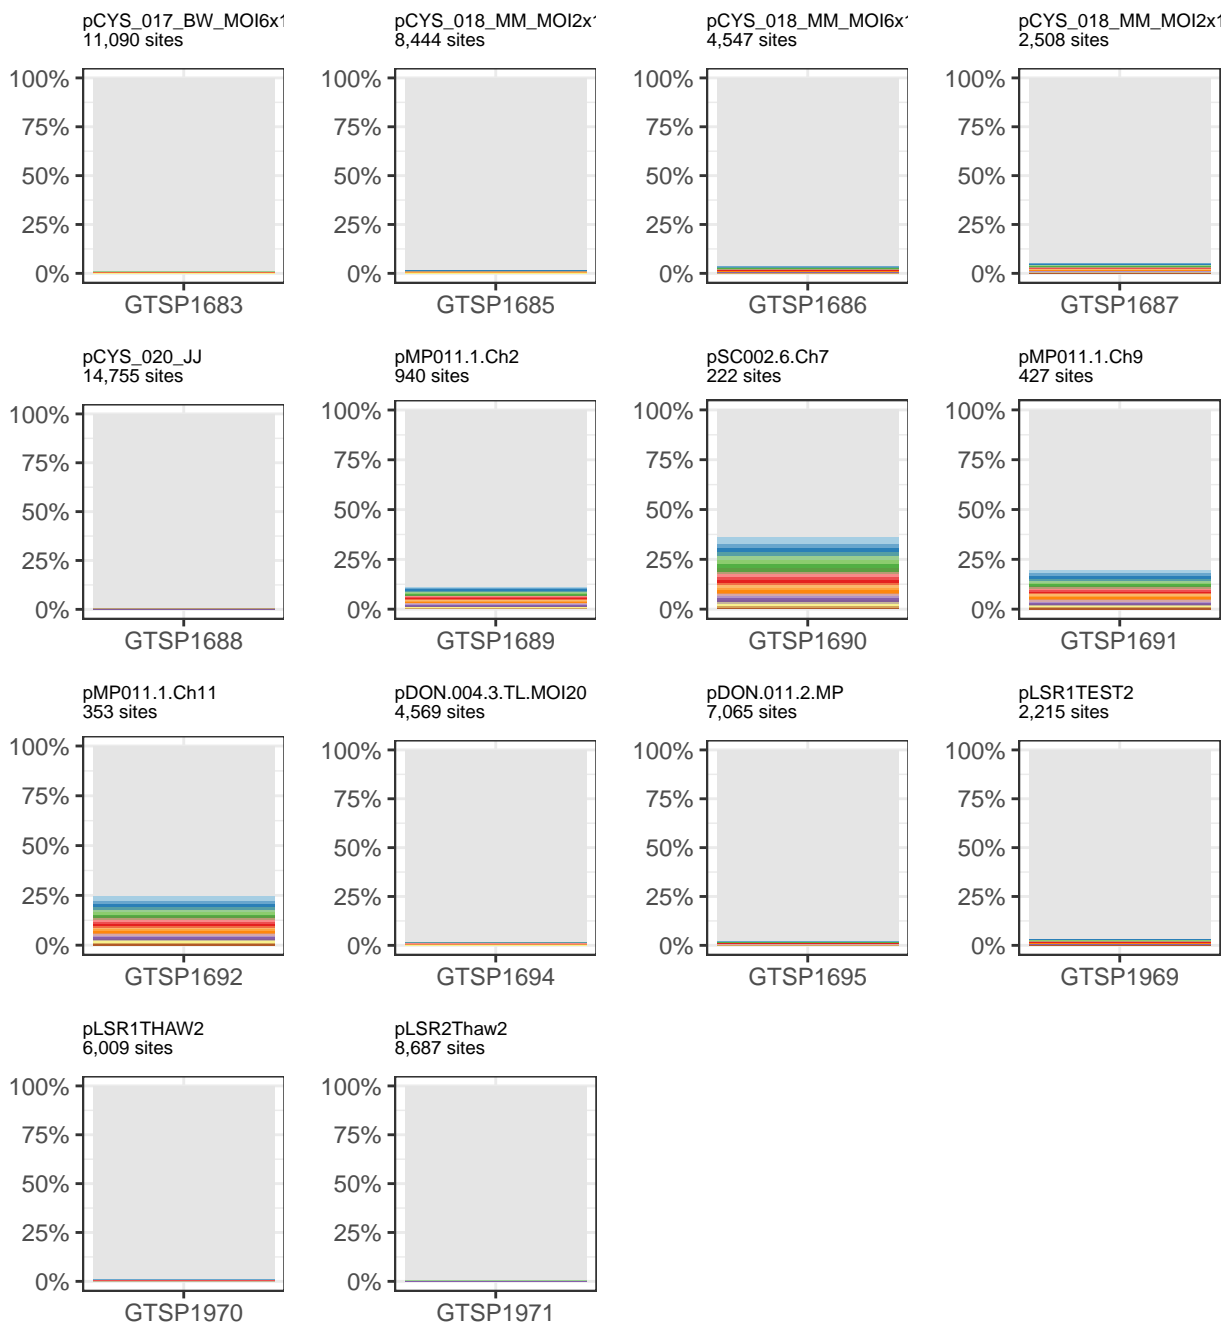 pCYS_017_BW_MOI6x1
11,090 sites
100%
75%
50%
25%
0%
GTSP1683
pCYS_018_MM_MOI2x1
8,444 sites
100%
75%
50%
25%
0%
GTSP1685
pCYS_018_MM_MOI6x1
4,547 sites
100%
75%
50%
25%
0%
GTSP1686
pCYS_018_MM_MOI2x1
2,508 sites
100%
75%
50%
25%
0%
GTSP1687
pCYS_020_JJ
14,755 sites
100%
75%
50%
25%
0%
GTSP1688
pMP011.1.Ch2
940 sites
100%
75%
50%
25%
0%
GTSP1689
pSC002.6.Ch7
222 sites
100%
75%
50%
25%
0%
GTSP1690
pMP011.1.Ch9
427 sites
100%
75%
50%
25%
0%
GTSP1691
pMP011.1.Ch11
353 sites
100%
75%
50%
25%
0%
GTSP1692
pDON.004.3.TL.MOI20
4,569 sites
100%
75%
50%
25%
0%
GTSP1694
pDON.011.2.MP
7,065 sites
100%
75%
50%
25%
0%
GTSP1695
pLSR1TEST2
2,215 sites
100%
75%
50%
25%
0%
GTSP1969
pLSR1THAW2
6,009 sites
100%
75%
50%
25%
0%
GTSP1970
pLSR2Thaw2
8,687 sites
100%
75%
50%
25%
0%
GTSP1971